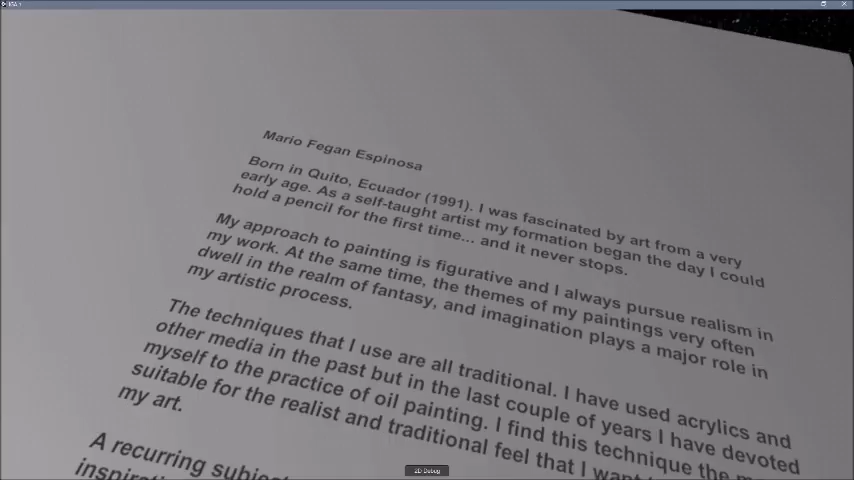 Mario Fegan Espinosa
Born in Quito, Ecuador (1991). I was fascinated by art from a very
early age. As a self-taught artist my formation began the day I could
hold a pencil for the first time... and it never stops.
My approach to painting is figurative and I always pursue realism in
my work. At the same time, the themes of my paintings very often
dwell in the realm of fantasy, and imagination plays a major role in
my artistic process.
The techniques that I use are all traditional. I have used acrylics and
other media in the past but in the last couple of years I have devoted
myself to the practice of oil painting. I find this technique the
suitable for the realist and traditional feel that I want
my art.
A recurring
2D Debug